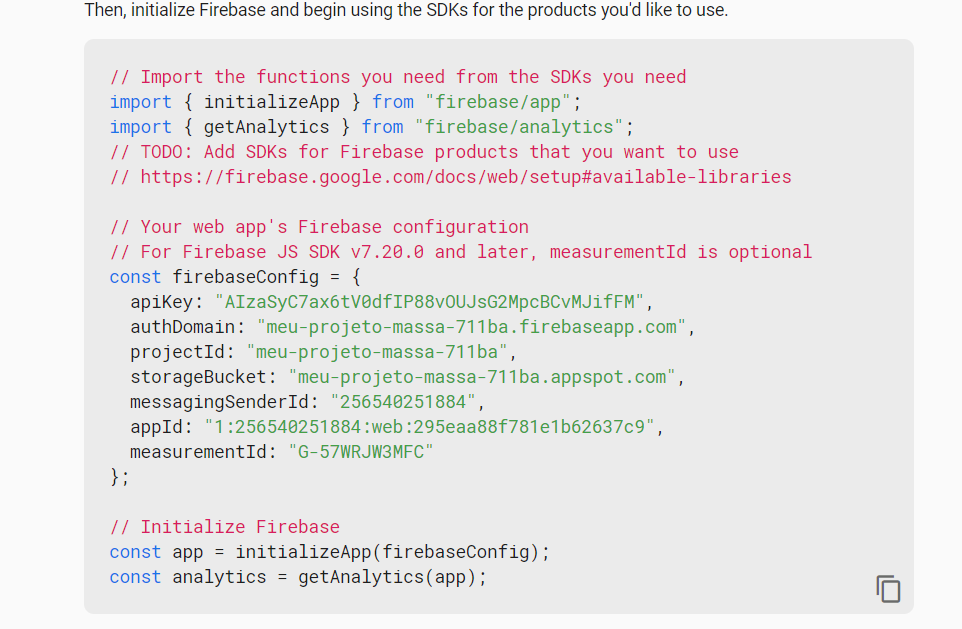 Then, initialize Firebase and begin using the SDKs for the products you'd like to use.
// Import the functions you need from the SDKs you need
import { initializeApp } from "firebase/app";
import { getAnalytics } from "firebase/analytics";
// TODO: Add SDKs for Firebase products that you want to use
// https://firebase.google.com/docs/web/setup#available-libraries
// Your web app's Firebase configuration
// For Firebase JS SDK v7.20.0 and later, measurementId is optional
const firebaseConfig = {
apiKey: "AIzaSyC7ax6tV0dfIP88vOUJsG2MpcBCvMJifFM",
authDomain: "meu-projeto-massa-711ba.firebaseapp.com",
projectId: "meu-projeto-massa-711ba",
storageBucket: "meu-projeto-massa-711ba.appspot.com",
messagingSenderId: "256540251884",
appId: "1:256540251884:web:295eaa88f781e1b62637c9",
measurementId: "G-57WRJW3MFC"
};
// Initialize Firebase
const app = initializeApp(firebaseConfig);
const analytics = getAnalytics(app);